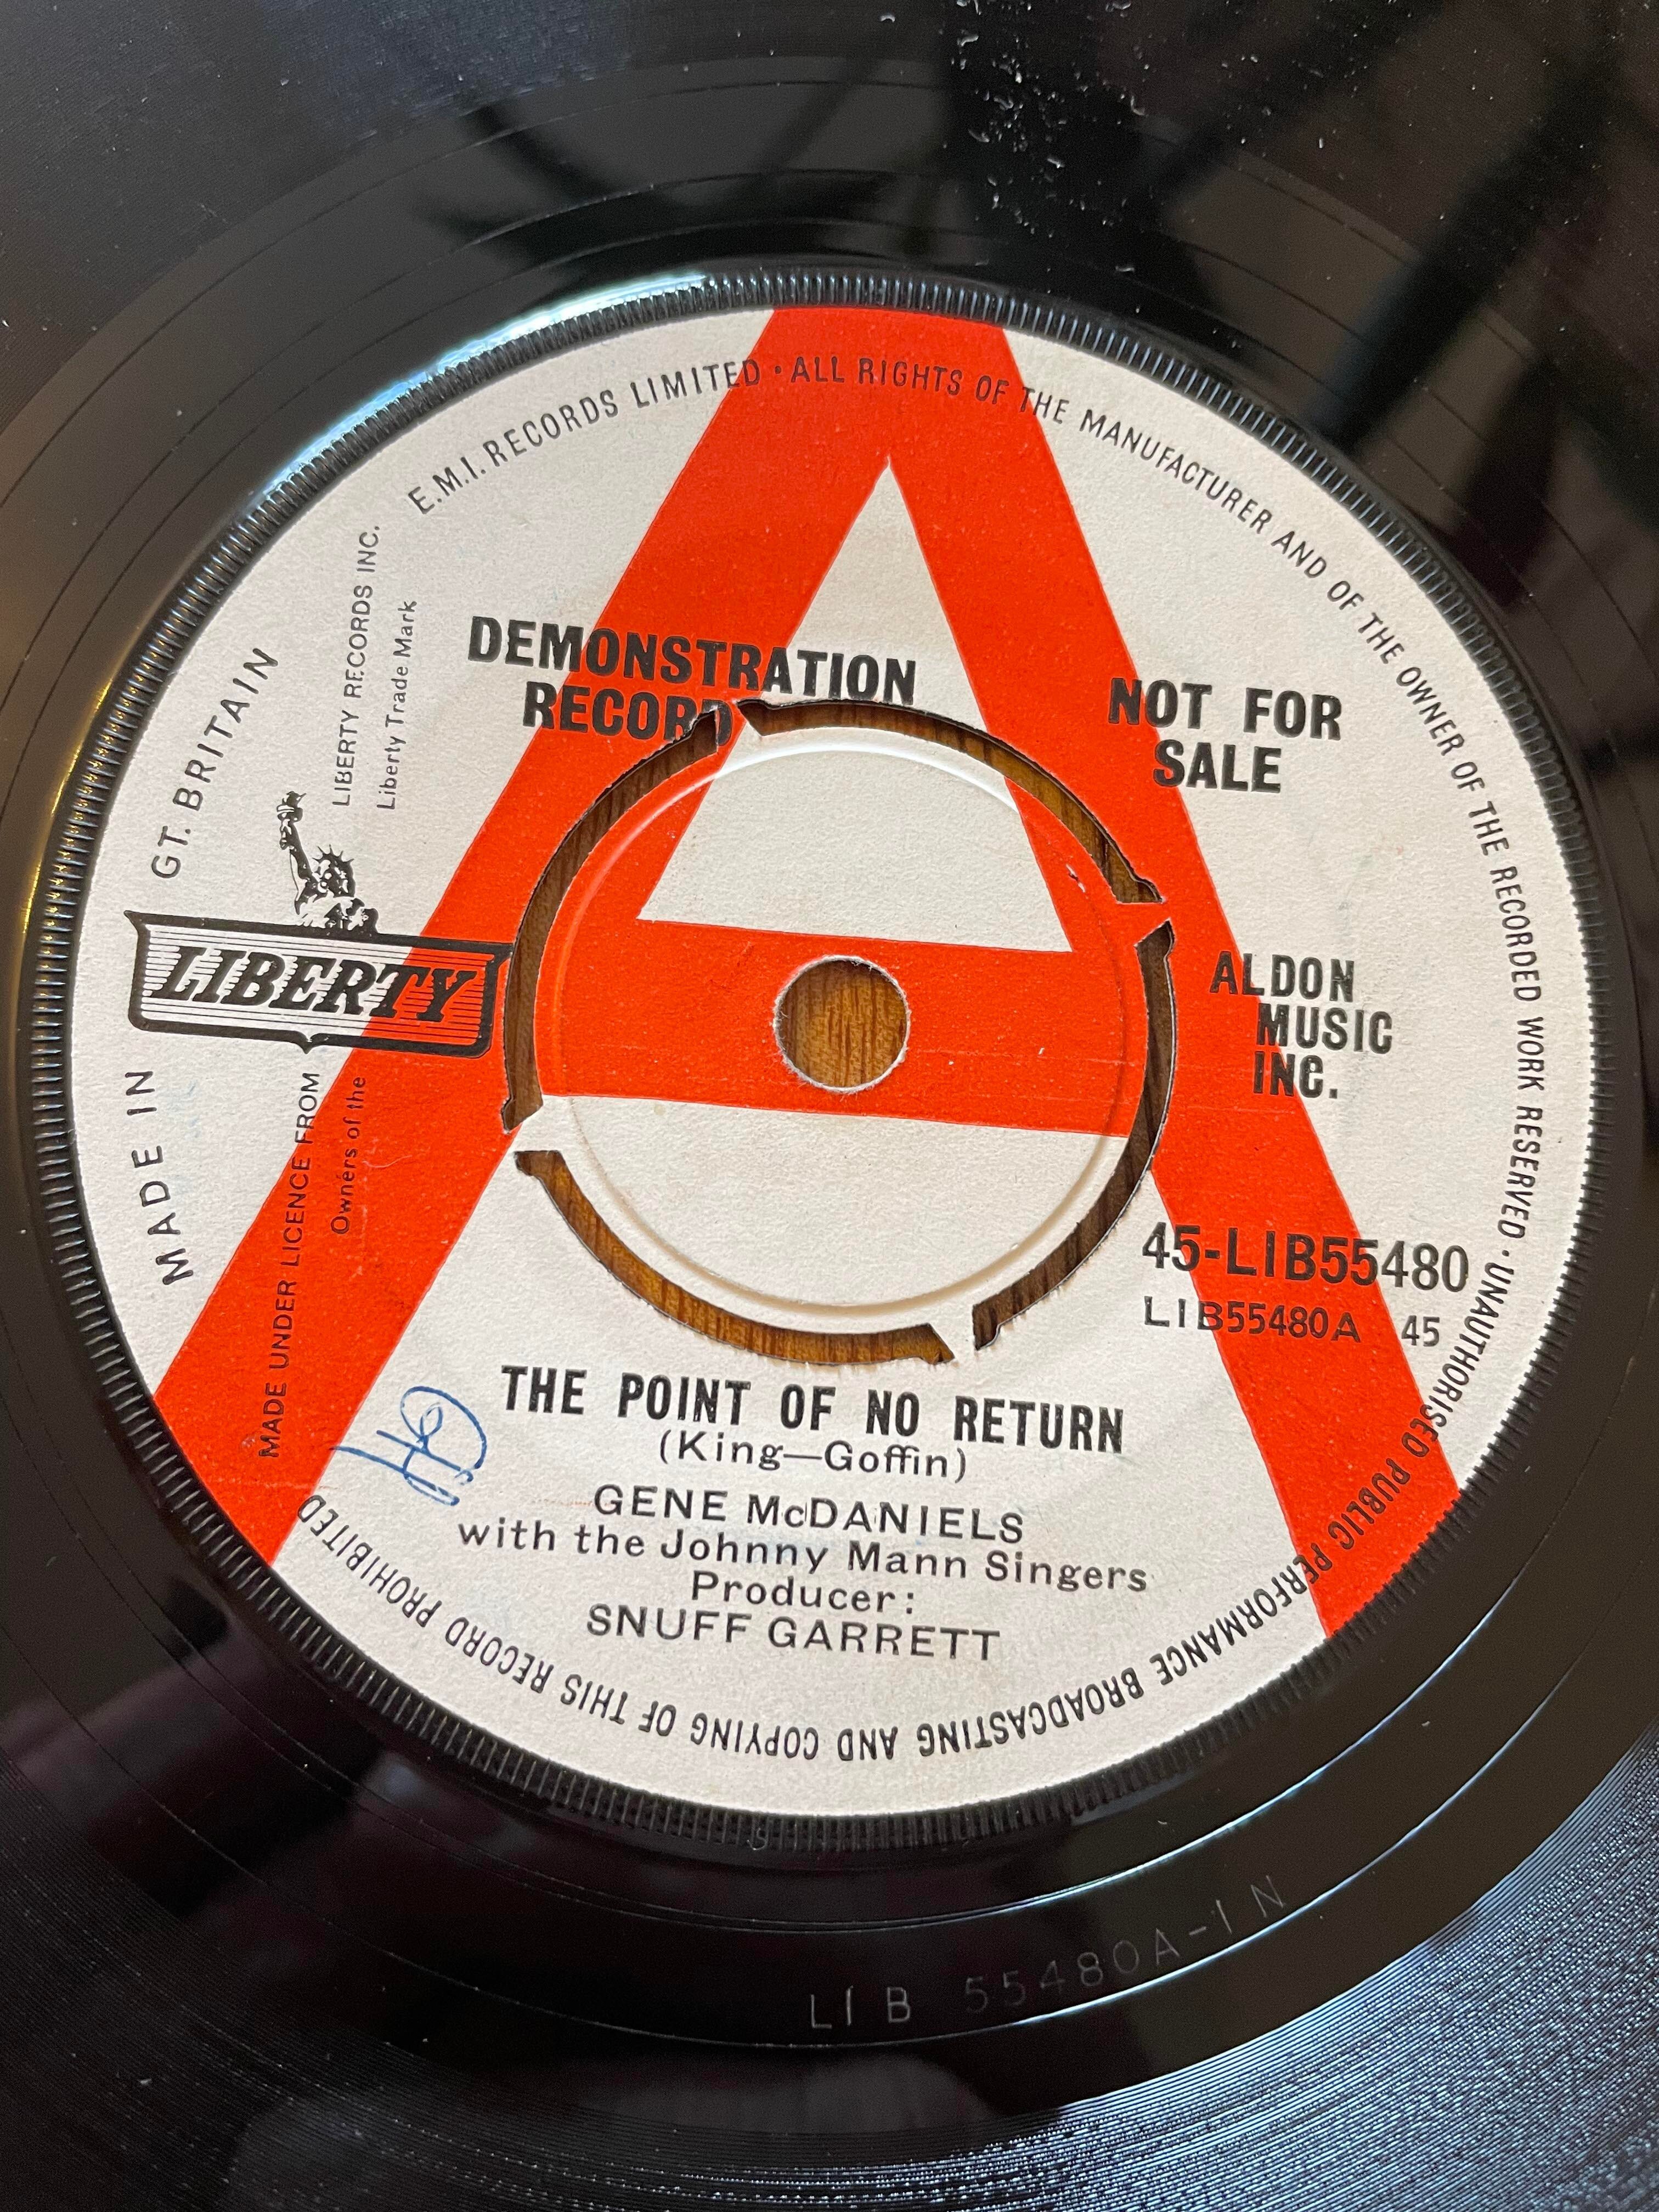 E.M.I. RECORDS LIMITED · ALL RIGHTS OF THE MANUFACTURER AND OF THE OWNER OF THE RECORDED WORK RESERVED · UNAUTHORISED PUBLIC PERFORMANCE BROADCASTING AND COPYING OF THIS RECORD PROHIBITED
MADE IN GT. BRITAIN
MADE UNDER LICENCE FROM LIBERTY RECORDS INC.
Owners of the Liberty Trade Mark
LIBERTY
DEMONSTRATION
RECORD
NOT FOR
SALE
ALDON
MUSIC
INC.
45-LIB55480
LIB55480A 45
THE POINT OF NO RETURN
(King—Goffin)
GENE McDANIELS
with the Johnny Mann Singers
Producer:
SNUFF GARRETT
LIB 55480A-1N